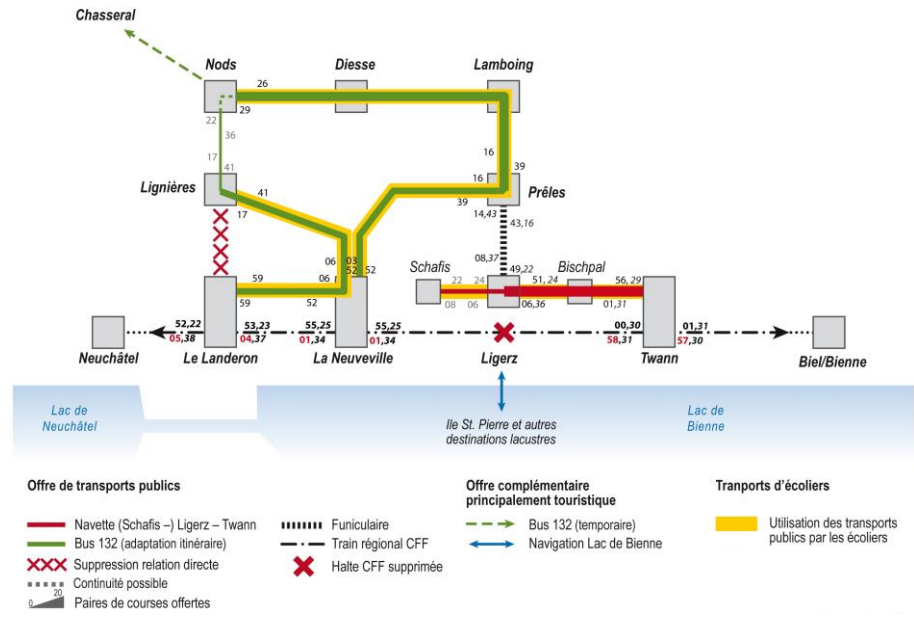 Chasseral
Nods
Diesse
Lamboing
26
29
22
36
17
41
16
39
16
39
Lignières
41
17
Prêles
14,43
43,16
06
03
52
52
08,37
49,22
Schafis
22
24
51,24
Bischpal
56,29
59
06
59
52
08
06
06,36
01,31
52,22
05,38
53,23
04,37
55,25
01,34
55,25
01,34
00,30
58,31
01,31
57,30
Neuchâtel
Le Landeron
La Neuveville
Ligerz
Twann
Biel/Bienne
Lac de
Neuchâtel
Ile St. Pierre et autres
destinations lacustres
Lac de
Bienne
Offre de transports publics
Navette (Schafis –) Ligerz – Twann
Bus 132 (adaptation itinéraire)
Suppression relation directe
Continuité possible
0 20
Paires de courses offertes
Funiculaire
Train régional CFF
Halte CFF supprimée
Offre complémentaire
principalement touristique
Bus 132 (temporaire)
Navigation Lac de Bienne
Tranports d'écoliers
Utilisation des transports
publics par les écoliers